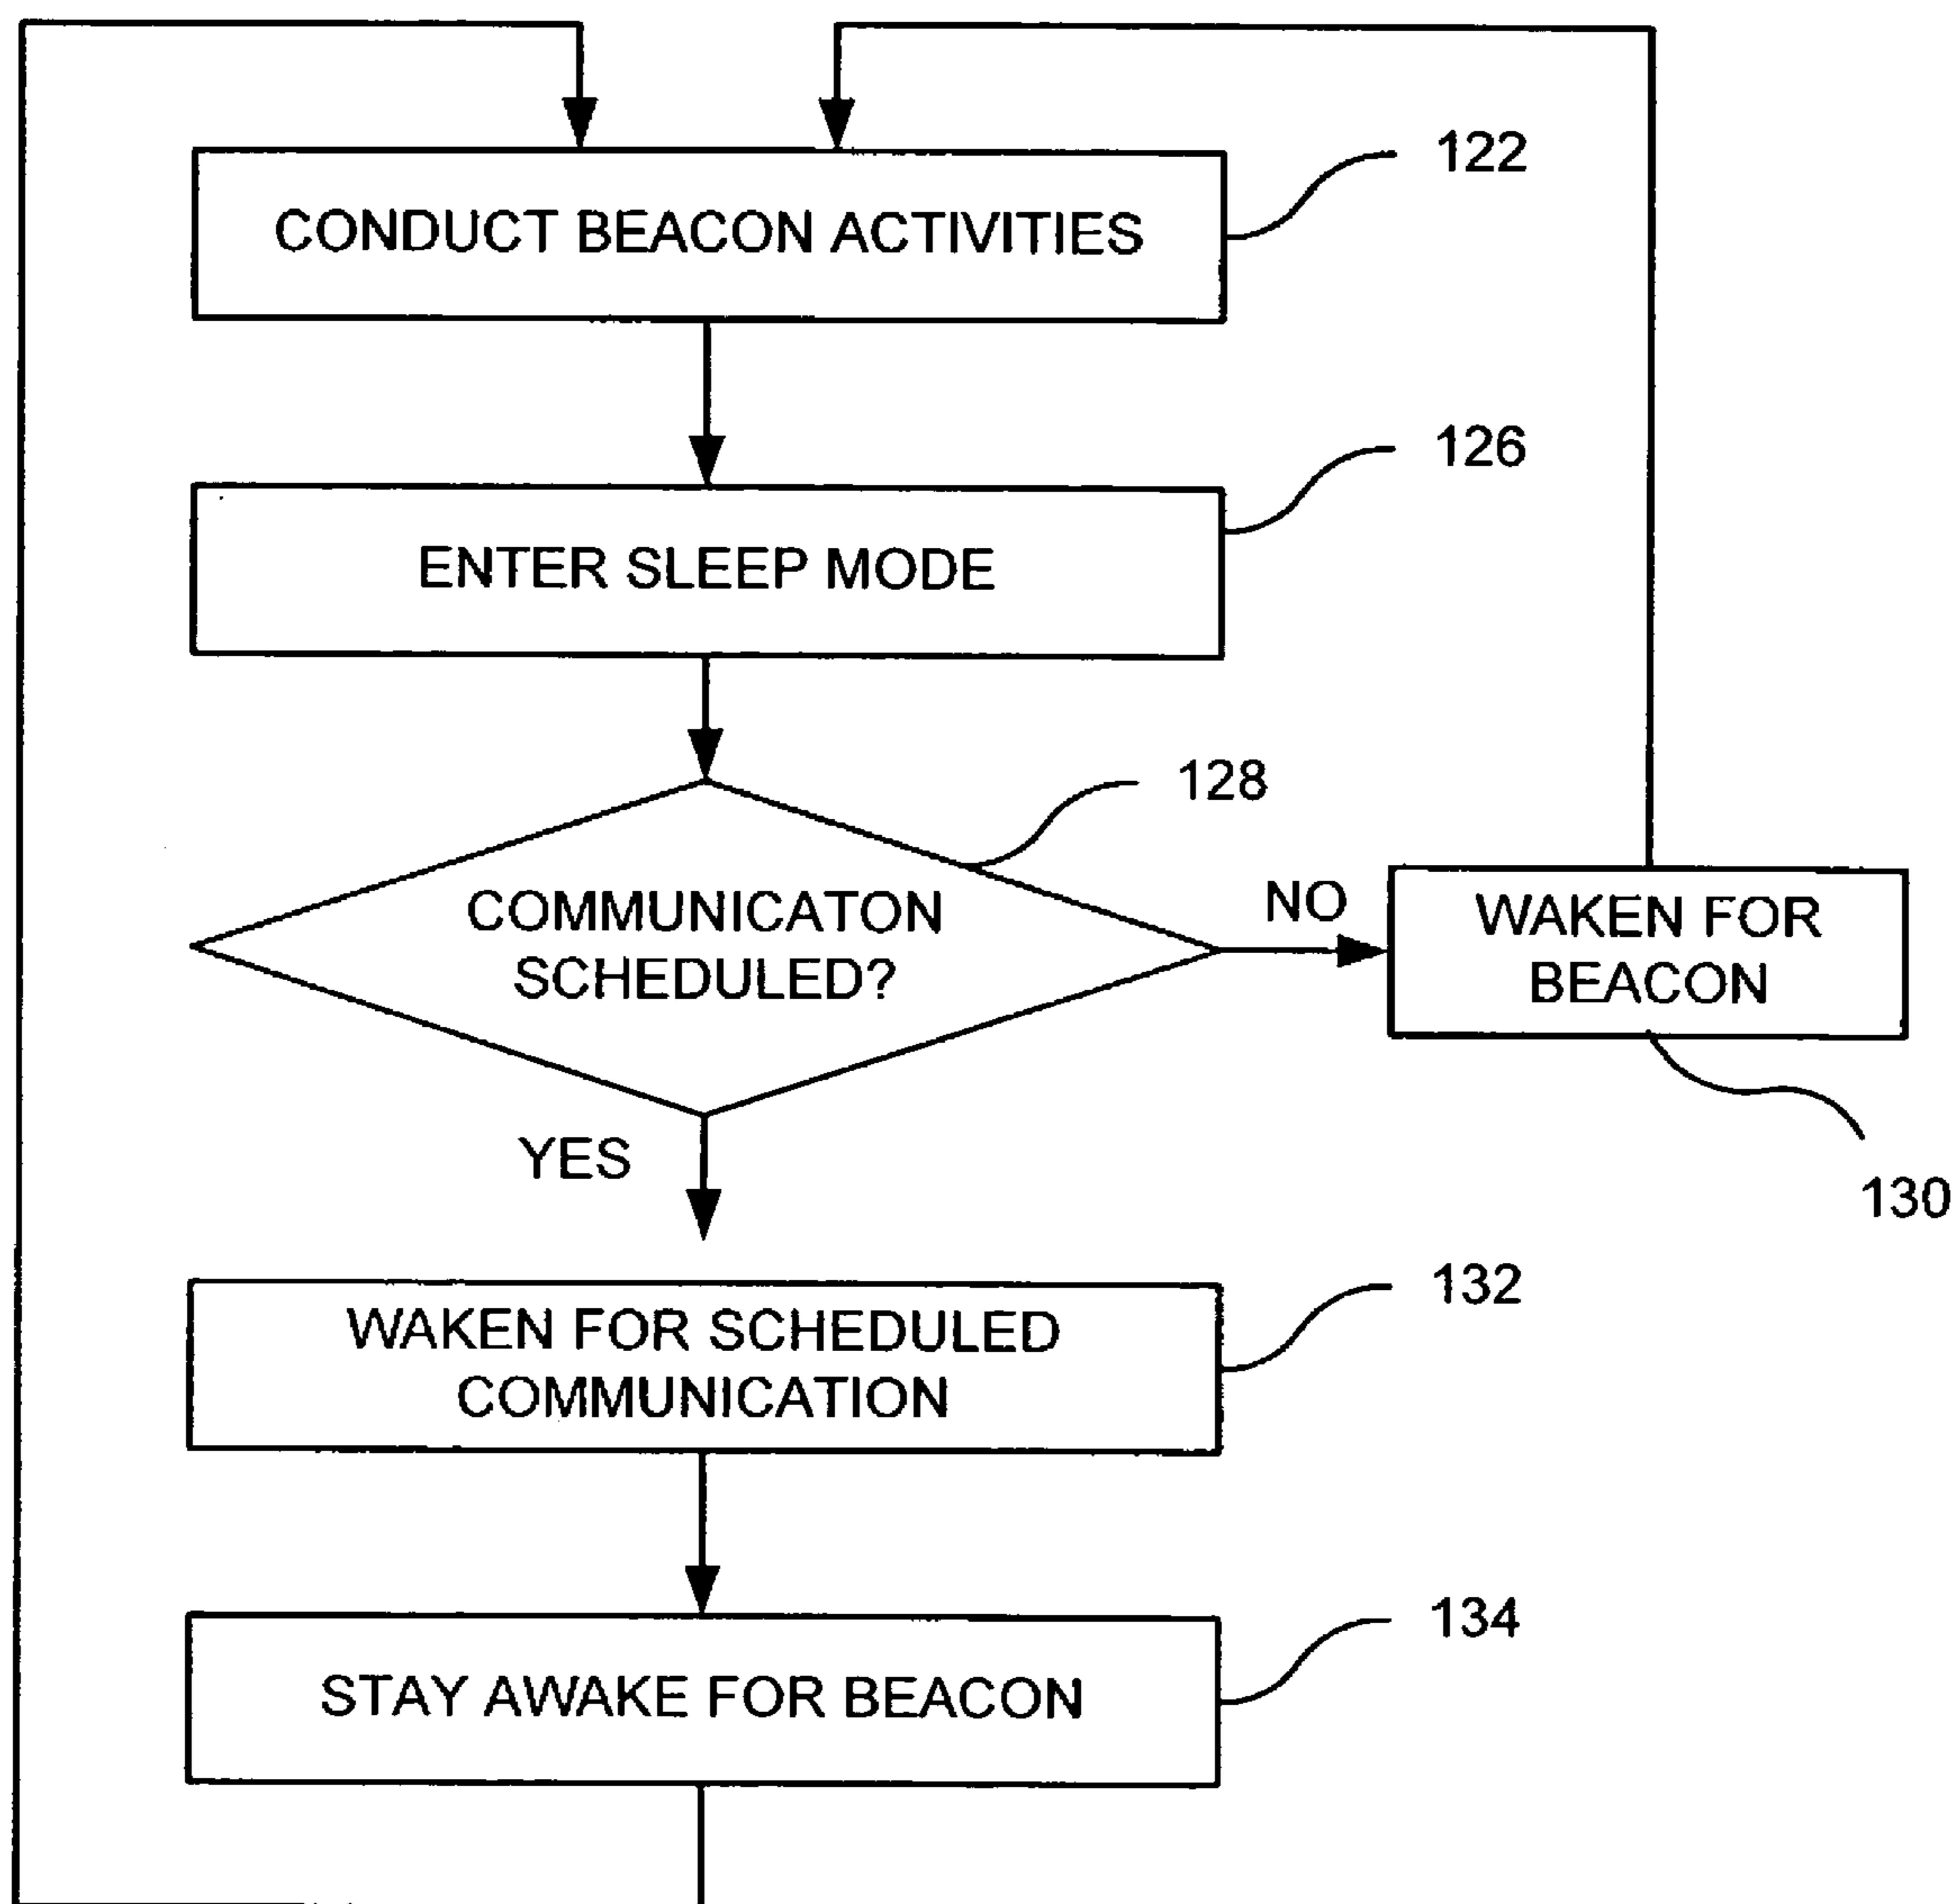 122
CONDUCT BEACON ACTIVITIES
126
ENTER SLEEP MODE
128
COMMUNICATON
SCHEDULED?
NO
WAKEN FOR
BEACON
YES
130
132
WAKEN FOR SCHEDULED
COMMUNICATION
134
STAY AWAKE FOR BEACON